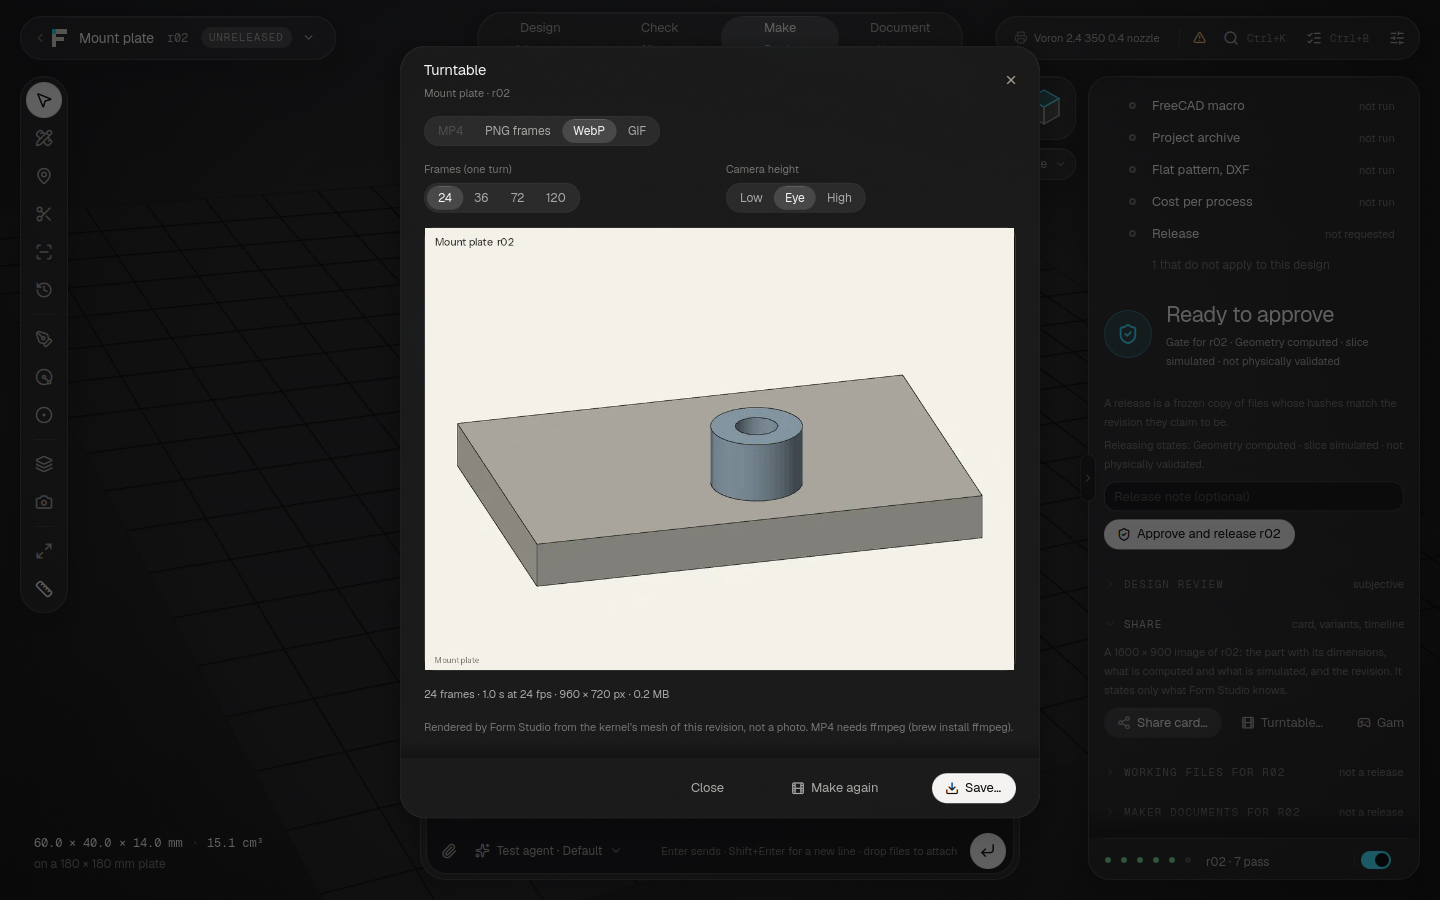 Mount plate r02 UNRELEASED
Design Check Make Document
Voron 2.4 350 0.4 nozzle Ctrl+K Ctrl+B
Turntable
Mount plate · r02
MP4 PNG frames WebP GIF
Frames (one turn) Camera height
24 36 72 120 Low Eye High
Mount plate r02
Mount plate
24 frames · 1.0 s at 24 fps · 960 × 720 px · 0.2 MB
Rendered by Form Studio from the kernel's mesh of this revision, not a photo. MP4 needs ffmpeg (brew install ffmpeg).
Close Make again Save...
FreeCAD macro not run
Project archive not run
Flat pattern, DXF not run
Cost per process not run
Release not requested
1 that do not apply to this design
Ready to approve
Gate for r02 · Geometry computed · slice
simulated · not physically validated
A release is a frozen copy of files whose hashes match the
revision they claim to be.
Releasing states: Geometry computed · slice simulated · not
physically validated.
Release note (optional)
Approve and release r02
DESIGN REVIEW subjective
SHARE card, variants, timeline
A 1600 × 900 image of r02: the part with its dimensions,
what is computed and what is simulated, and the revision. It
states only what Form Studio knows.
Share card... Turntable... Gam
WORKING FILES FOR R02 not a release
MAKER DOCUMENTS FOR R02 not a release
r02 · 7 pass
60.0 × 40.0 × 14.0 mm · 15.1 cm³
on a 180 × 180 mm plate
Test agent · Default Enter sends · Shift+Enter for a new line · drop files to attach